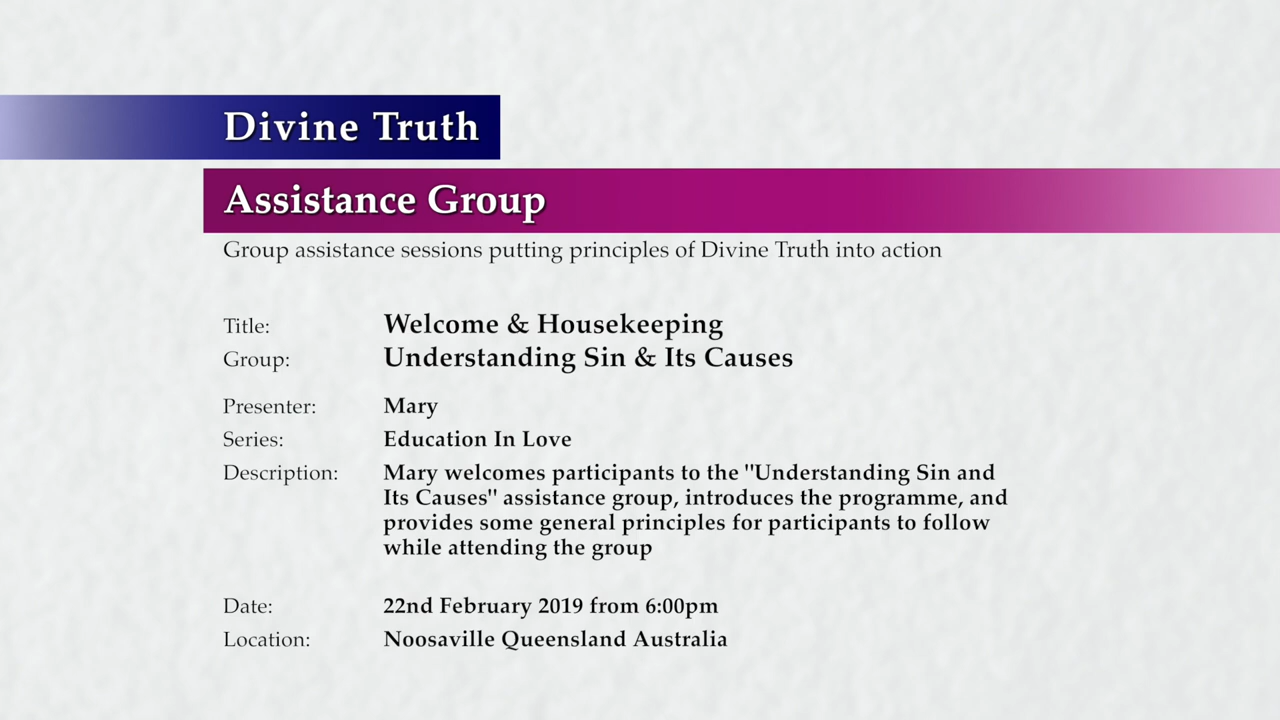 Divine Truth
Assistance Group
Group assistance sessions putting principles of Divine Truth into action
Title: Welcome & Housekeeping
Group: Understanding Sin & Its Causes
Presenter: Mary
Series: Education In Love
Description: Mary welcomes participants to the "Understanding Sin and
Its Causes" assistance group, introduces the programme, and
provides some general principles for participants to follow
while attending the group
Date: 22nd February 2019 from 6:00pm
Location: Noosaville Queensland Australia